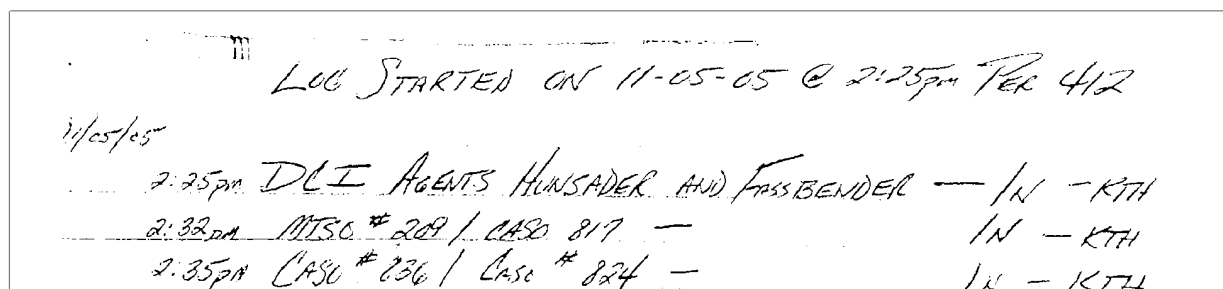 LOG STARTED ON 11-05-05 @ 2:25pm PER 412
11/05/05
2:25pm DCI AGENTS HUNSADER AND FASSBENDER — IN - KTH
2:32pm MTSO # 209 / CASO 817 — IN - KTH
2:35pm CASO # / CASO # 824 — IN - KTH